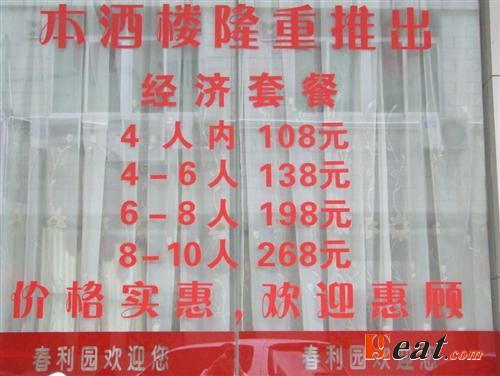 本酒楼隆重推出
经济套餐
4 人内 108元
4-6人 138元
6-8人 198元
8-10人 268元
价格实惠,欢迎惠顾
春利园欢迎您 春利园欢迎您
9eat.com